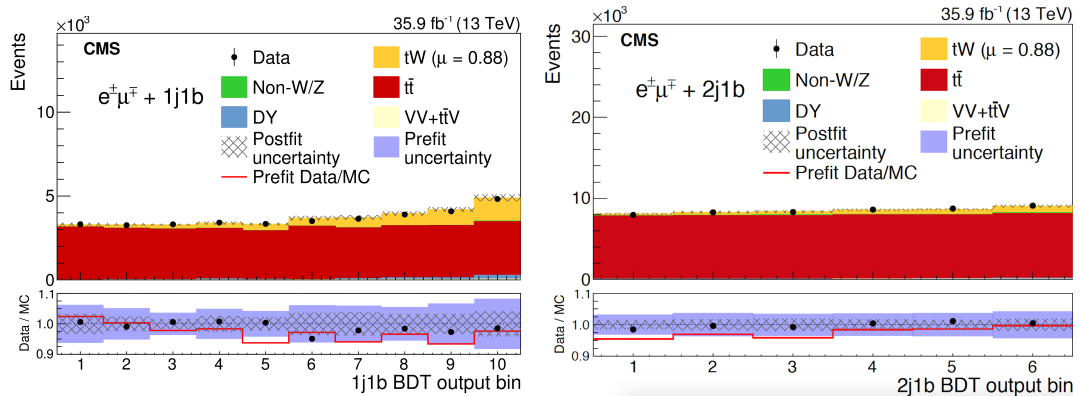 ×10³
35.9 fb⁻¹ (13 TeV)
Events
CMS
e±μ∓ + 1j1b
Data
tW (μ = 0.88)
Non-W/Z
tt̄
DY
VV+tt̄V
Postfit
uncertainty
Prefit
uncertainty
Prefit Data/MC
10
5
0
Data / MC
1.1
1.0
0.9
1 2 3 4 5 6 7 8 9 10
1j1b BDT output bin
×10³
35.9 fb⁻¹ (13 TeV)
Events
CMS
e±μ∓ + 2j1b
Data
tW (μ = 0.88)
Non-W/Z
tt̄
DY
VV+tt̄V
Postfit
uncertainty
Prefit
uncertainty
Prefit Data/MC
30
20
10
0
Data / MC
1.1
1.0
0.9
1 2 3 4 5 6
2j1b BDT output bin